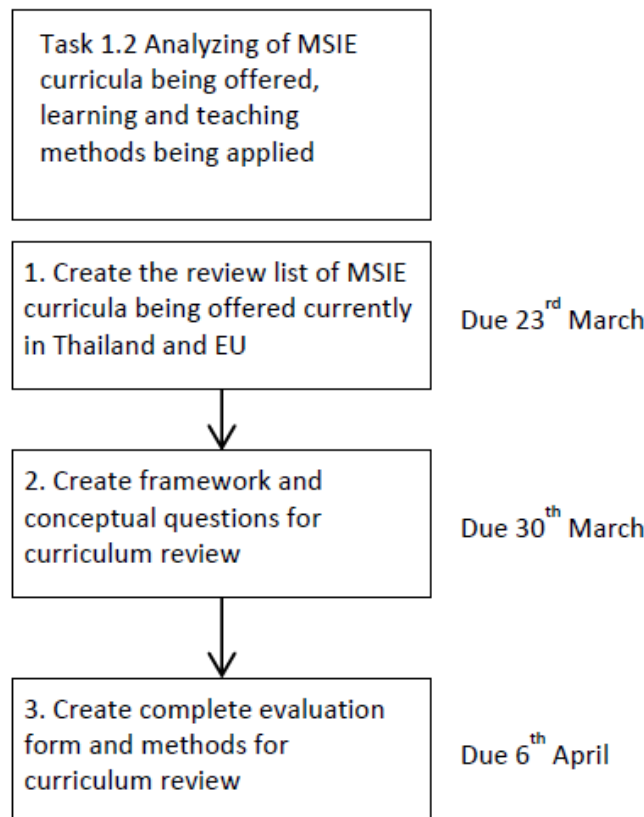 Task 1.2 Analyzing of MSIE
curricula being offered,
learning and teaching
methods being applied
1. Create the review list of MSIE
curricula being offered currently
in Thailand and EU
Due 23rd March
2. Create framework and
conceptual questions for
curriculum review
Due 30th March
3. Create complete evaluation
form and methods for
curriculum review
Due 6th April